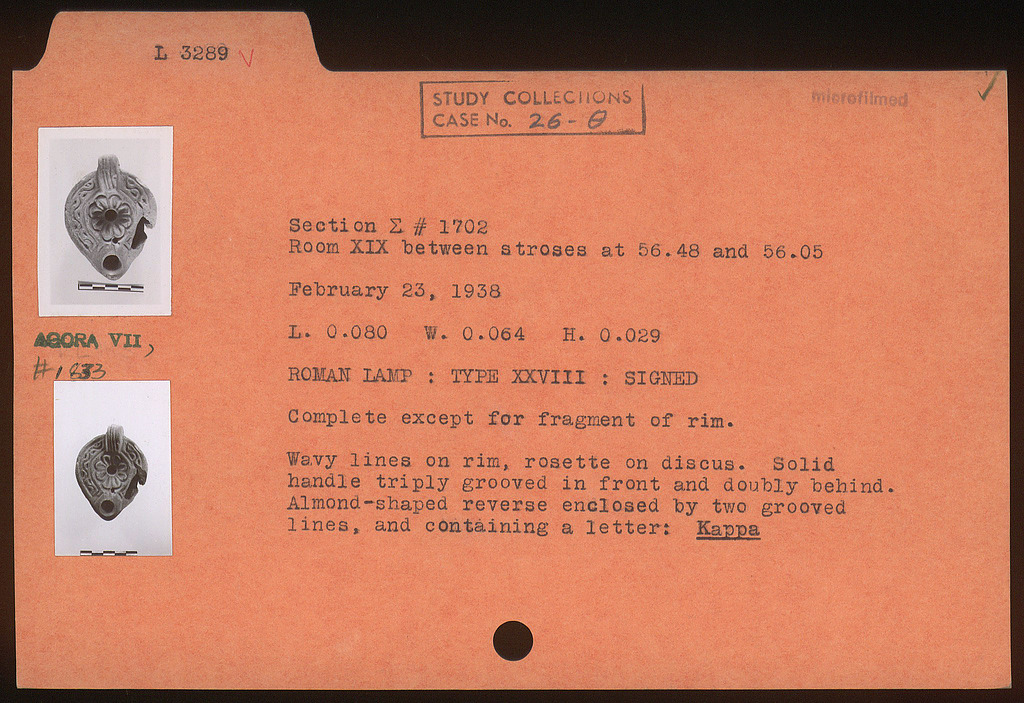 L 3289 V
STUDY COLLECTIONS
CASE No. 26-θ
microfilmed
AGORA VII,
Section Σ # 1702
Room XIX between stroses at 56.48 and 56.05
February 23, 1938
L. 0.080 W. 0.064 H. 0.029
ROMAN LAMP : TYPE XXVIII : SIGNED
Complete except for fragment of rim.
Wavy lines on rim, rosette on discus. Solid
handle triply grooved in front and doubly behind.
Almond-shaped reverse enclosed by two grooved
lines, and containing a letter: Kappa